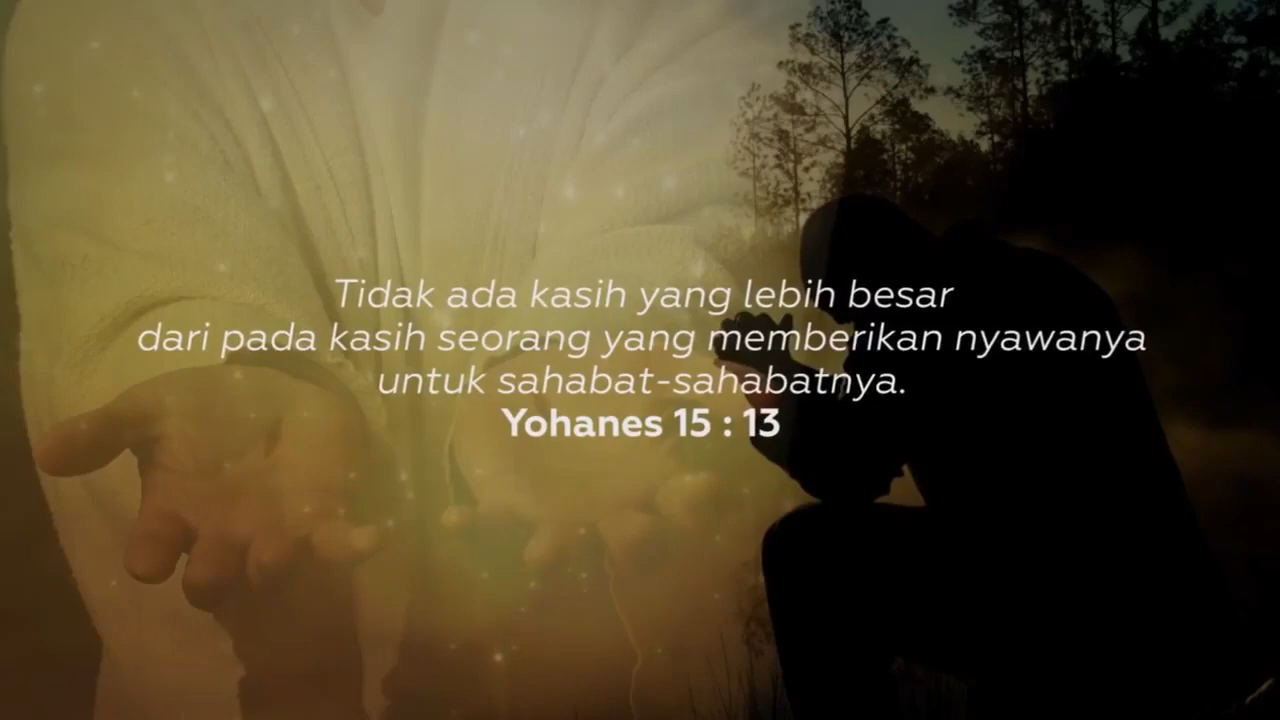 Tidak ada kasih yang lebih besar
dari pada kasih seorang yang memberikan nyawanya
untuk sahabat-sahabatnya.
Yohanes 15 : 13